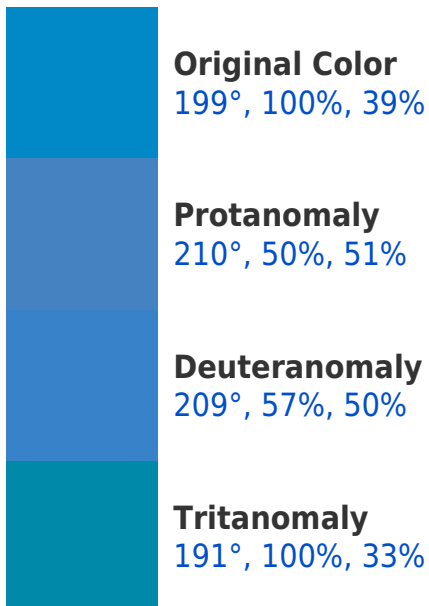 Original Color
199°, 100%, 39%
Protanomaly
210°, 50%, 51%
Deuteranomaly
209°, 57%, 50%
Tritanomaly
191°, 100%, 33%